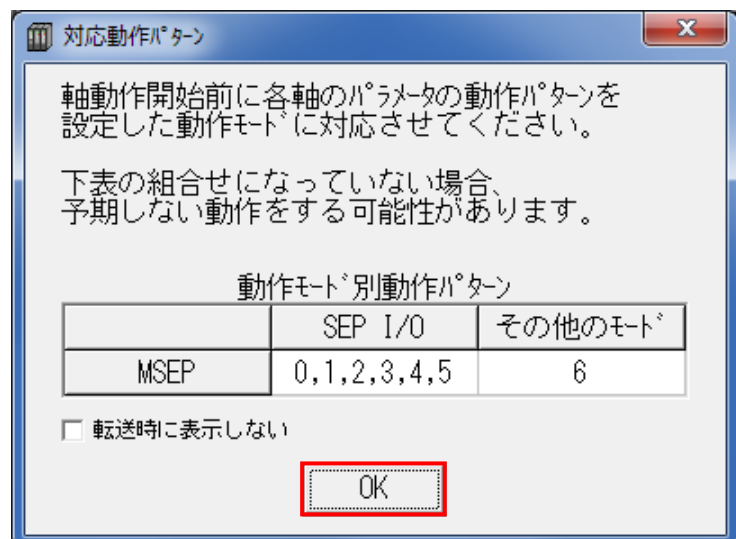 対応動作ﾊﾟﾀｰﾝ
軸動作開始前に各軸のﾊﾟﾗﾒｰﾀの動作ﾊﾟﾀｰﾝを
設定した動作ﾓｰﾄﾞに対応させてください。
下表の組合せになっていない場合、
予期しない動作をする可能性があります。
動作ﾓｰﾄﾞ別動作ﾊﾟﾀｰﾝ
SEP I/O その他のﾓｰﾄﾞ
MSEP 0,1,2,3,4,5 6
転送時に表示しない
OK